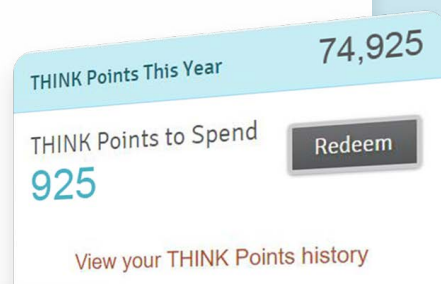 THINK Points This Year 74,925
THINK Points to Spend
925
Redeem
View your THINK Points history